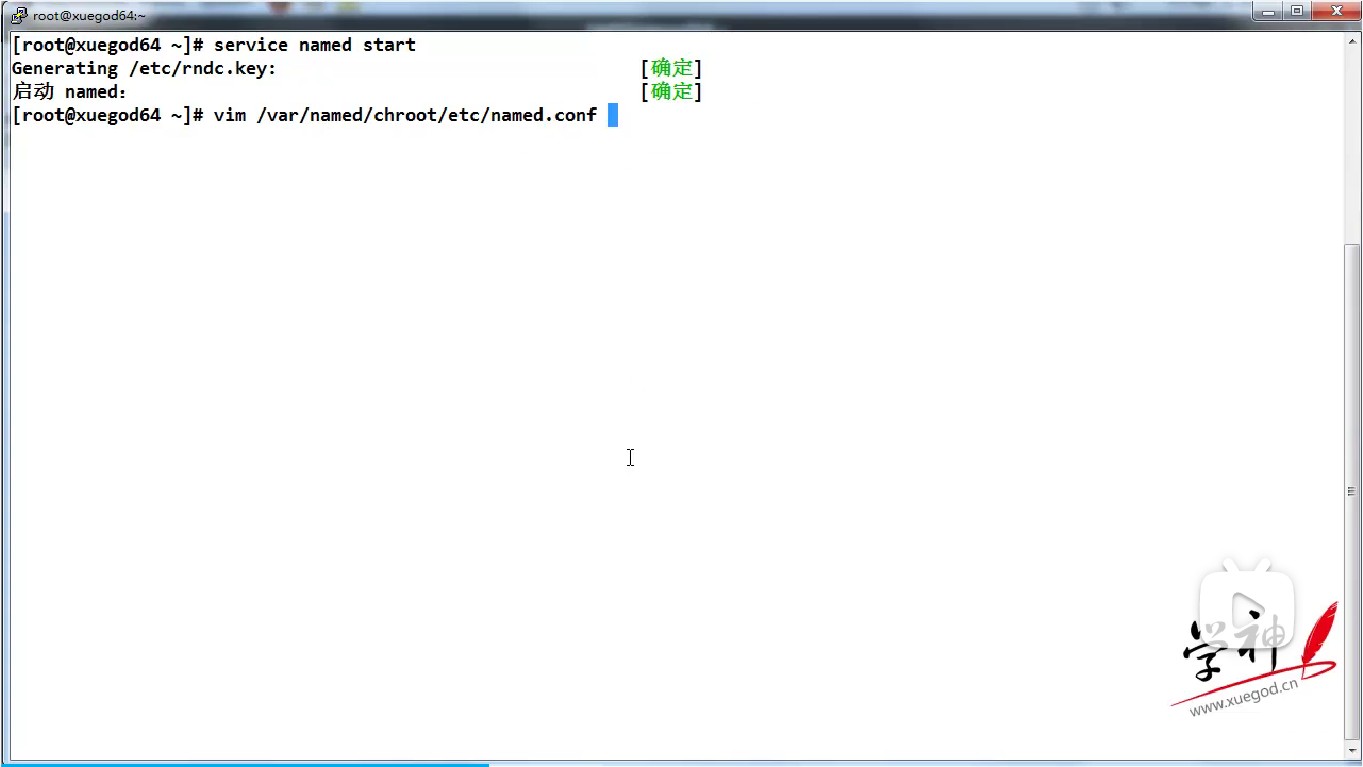 root@xuegod64:~
[root@xuegod64 ~]# service named start
Generating /etc/rndc.key: [确定]
启动 named: [确定]
[root@xuegod64 ~]# vim /var/named/chroot/etc/named.conf
学神
www.xuegod.cn